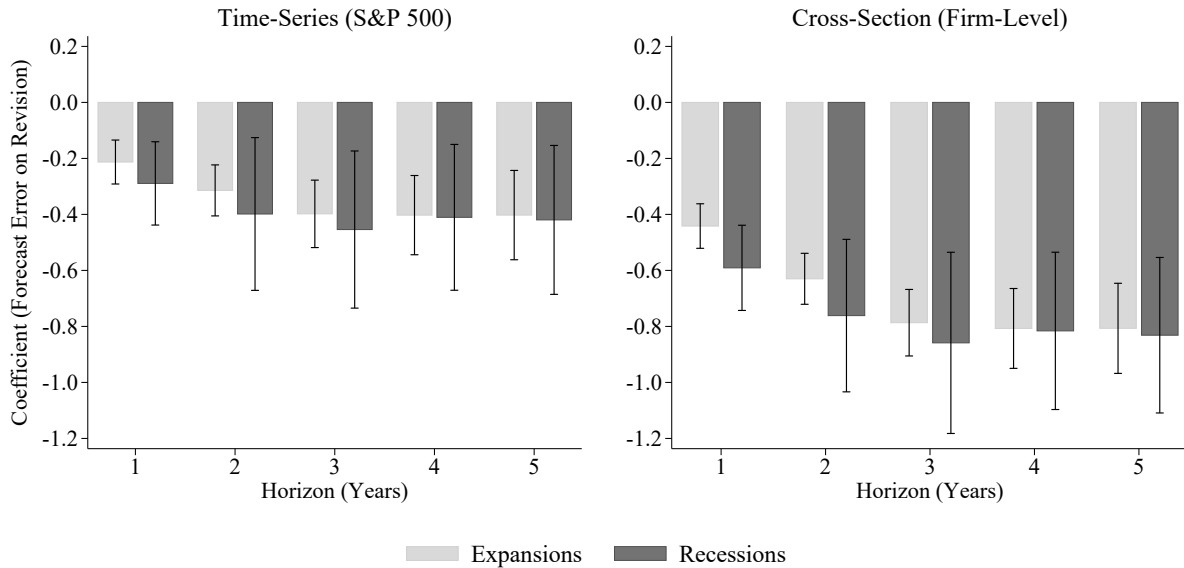 Time-Series (S&P 500)
Coefficient (Forecast Error on Revision)
0.2
0.0
-0.2
-0.4
-0.6
-0.8
-1.0
-1.2
1 2 3 4 5
Horizon (Years)
Cross-Section (Firm-Level)
0.2
0.0
-0.2
-0.4
-0.6
-0.8
-1.0
-1.2
1 2 3 4 5
Horizon (Years)
Expansions Recessions